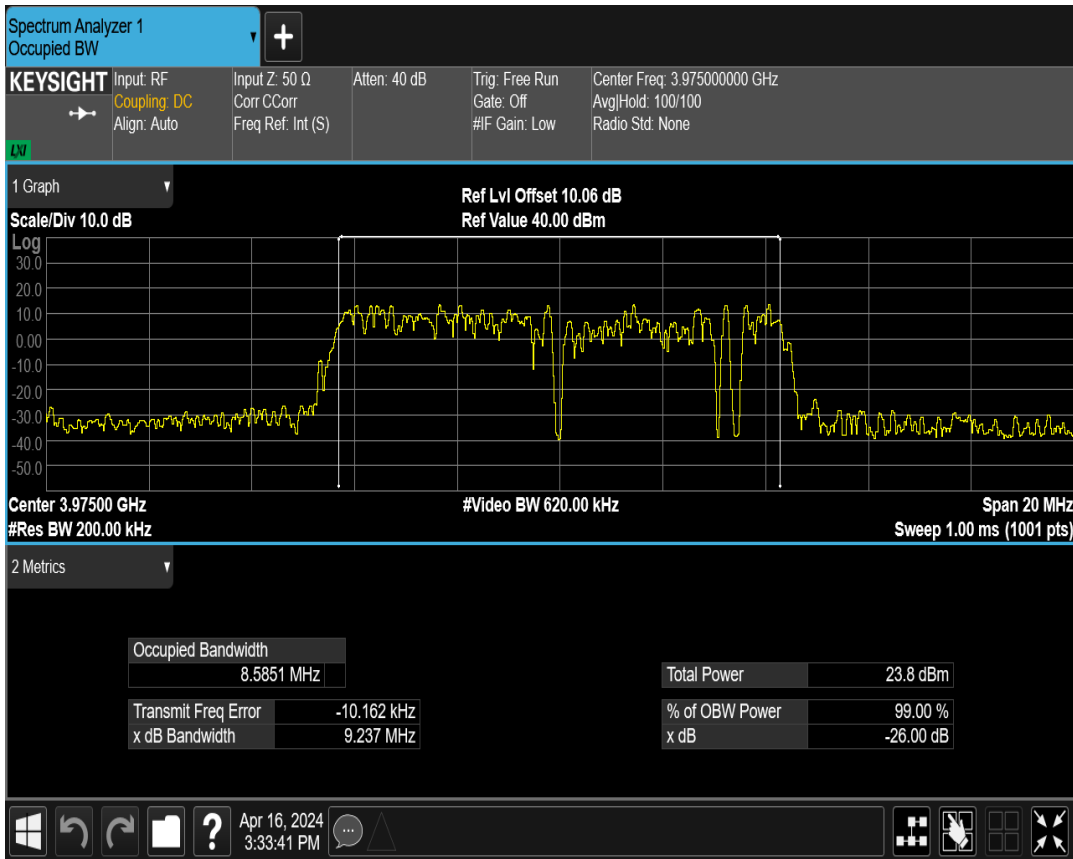 Spectrum Analyzer 1
Occupied BW
+
KEYSIGHT
LXI
Input: RF
Coupling: DC
Align: Auto
Input Z: 50 Ω
Corr CCorr
Freq Ref: Int (S)
Atten: 40 dB
Trig: Free Run
Gate: Off
#IF Gain: Low
Center Freq: 3.975000000 GHz
Avg|Hold: 100/100
Radio Std: None
1 Graph
Scale/Div 10.0 dB
Ref Lvl Offset 10.06 dB
Ref Value 40.00 dBm
Log
30.0
20.0
10.0
0.00
-10.0
-20.0
-30.0
-40.0
-50.0
Center 3.97500 GHz
#Video BW 620.00 kHz
Span 20 MHz
#Res BW 200.00 kHz
Sweep 1.00 ms (1001 pts)
2 Metrics
Occupied Bandwidth
8.5851 MHz
Total Power 23.8 dBm
Transmit Freq Error -10.162 kHz
% of OBW Power 99.00 %
x dB Bandwidth 9.237 MHz
x dB -26.00 dB
?
Apr 16, 2024
3:33:41 PM